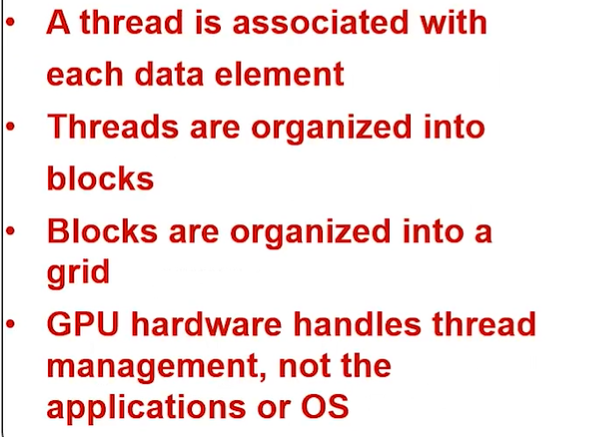 • A thread is associated with
each data element
• Threads are organized into
blocks
• Blocks are organized into a
grid
• GPU hardware handles thread
management, not the
applications or OS